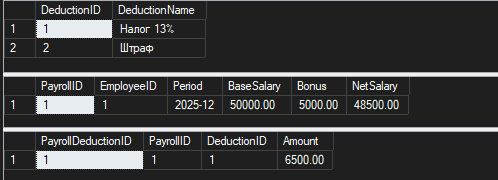 DeductionID DeductionName
1 1 Налог 13%
2 2 Штраф
PayrollID EmployeeID Period BaseSalary Bonus NetSalary
1 1 1 2025-12 50000.00 5000.00 48500.00
PayrollDeductionID PayrollID DeductionID Amount
1 1 1 1 6500.00